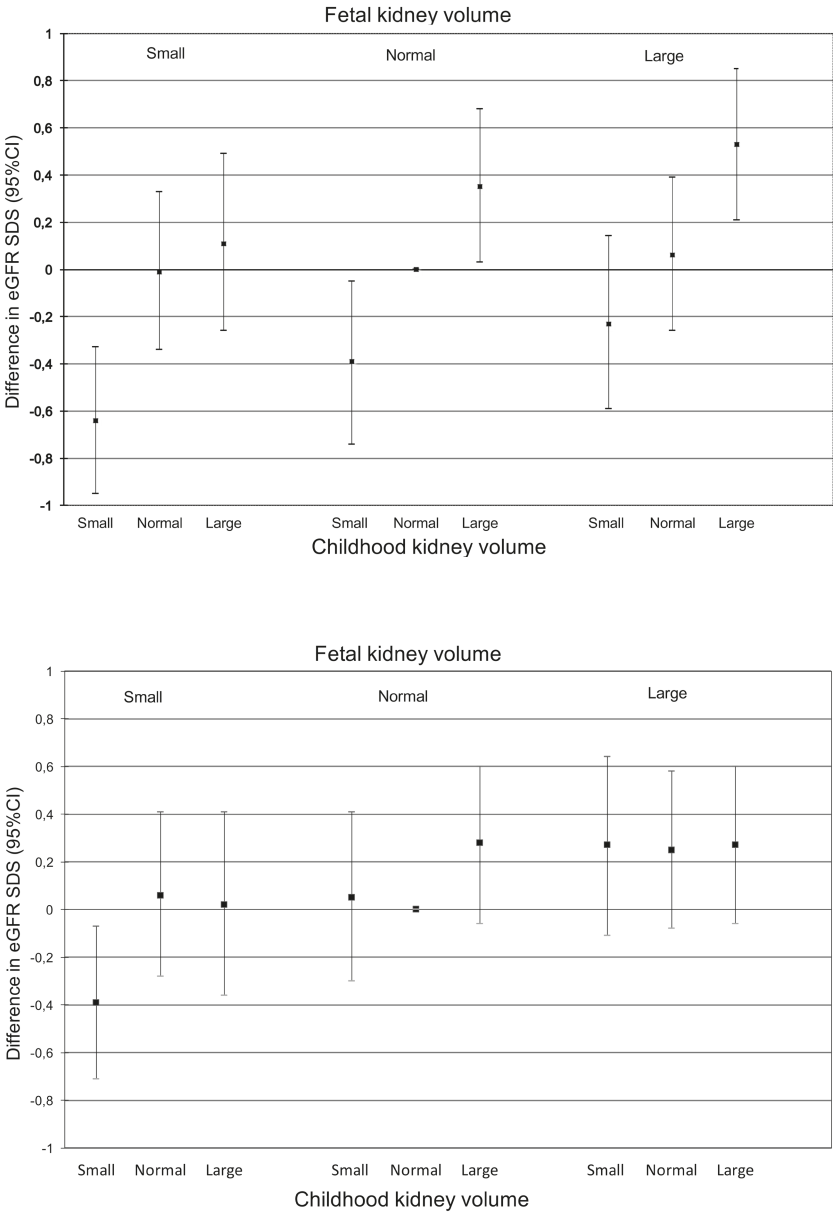 Fetal kidney volume
Small Normal Large
Difference in eGFR SDS (95%CI)
1
0,8
0,6
0,4
0,2
0
-0,2
-0,4
-0,6
-0,8
-1
Small Normal Large Small Normal Large Small Normal Large
Childhood kidney volume
Fetal kidney volume
Small Normal Large
Difference in eGFR SDS (95%CI)
1
0,8
0,6
0,4
0,2
0
-0,2
-0,4
-0,6
-0,8
-1
Small Normal Large Small Normal Large Small Normal Large
Childhood kidney volume